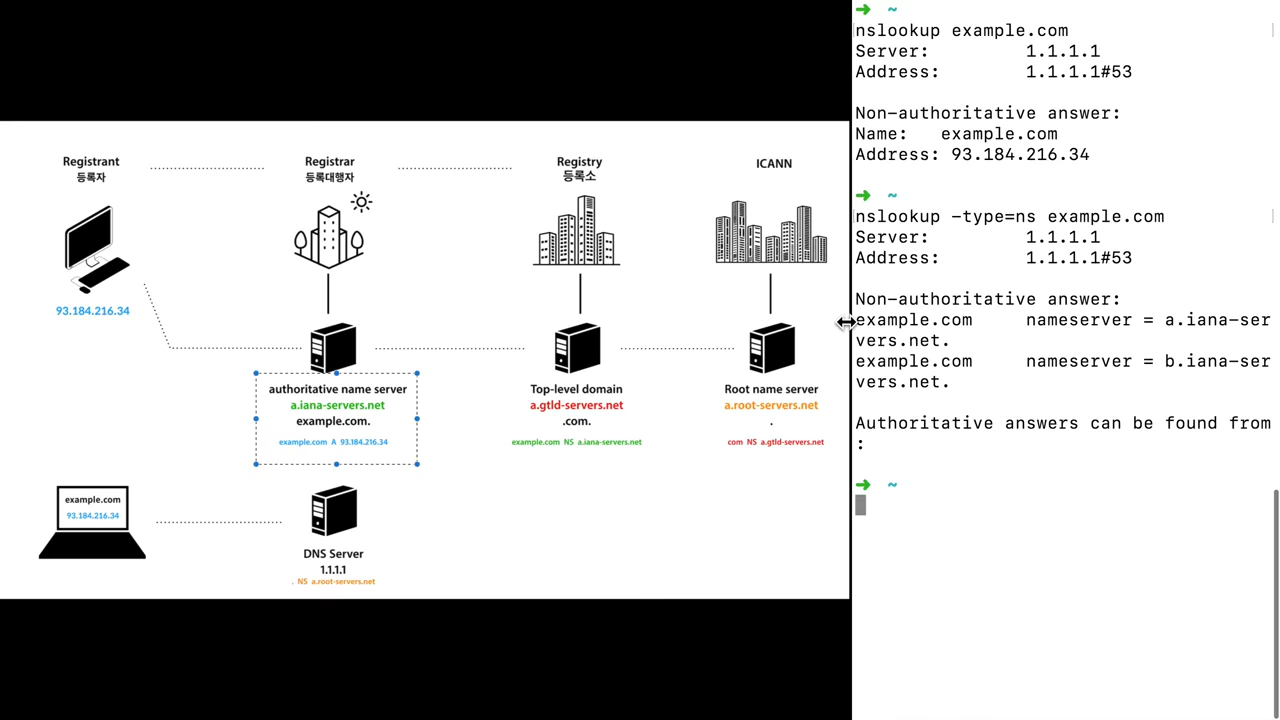 Registrant
등록자
Registrar
등록대행자
Registry
등록소
ICANN
93.184.216.34
authoritative name server
a.iana-servers.net
example.com.
example.com A 93.184.216.34
Top-level domain
a.gtld-servers.net
.com.
example.com NS a.iana-servers.net
Root name server
a.root-servers.net
.
com NS a.gtld-servers.net
example.com
93.184.216.34
DNS Server
1.1.1.1
. NS a.root-servers.net
➜ ~
nslookup example.com
Server: 1.1.1.1
Address: 1.1.1.1#53
Non-authoritative answer:
Name: example.com
Address: 93.184.216.34
➜ ~
nslookup -type=ns example.com
Server: 1.1.1.1
Address: 1.1.1.1#53
Non-authoritative answer:
example.com nameserver = a.iana-ser
vers.net.
example.com nameserver = b.iana-ser
vers.net.
Authoritative answers can be found from
:
➜ ~